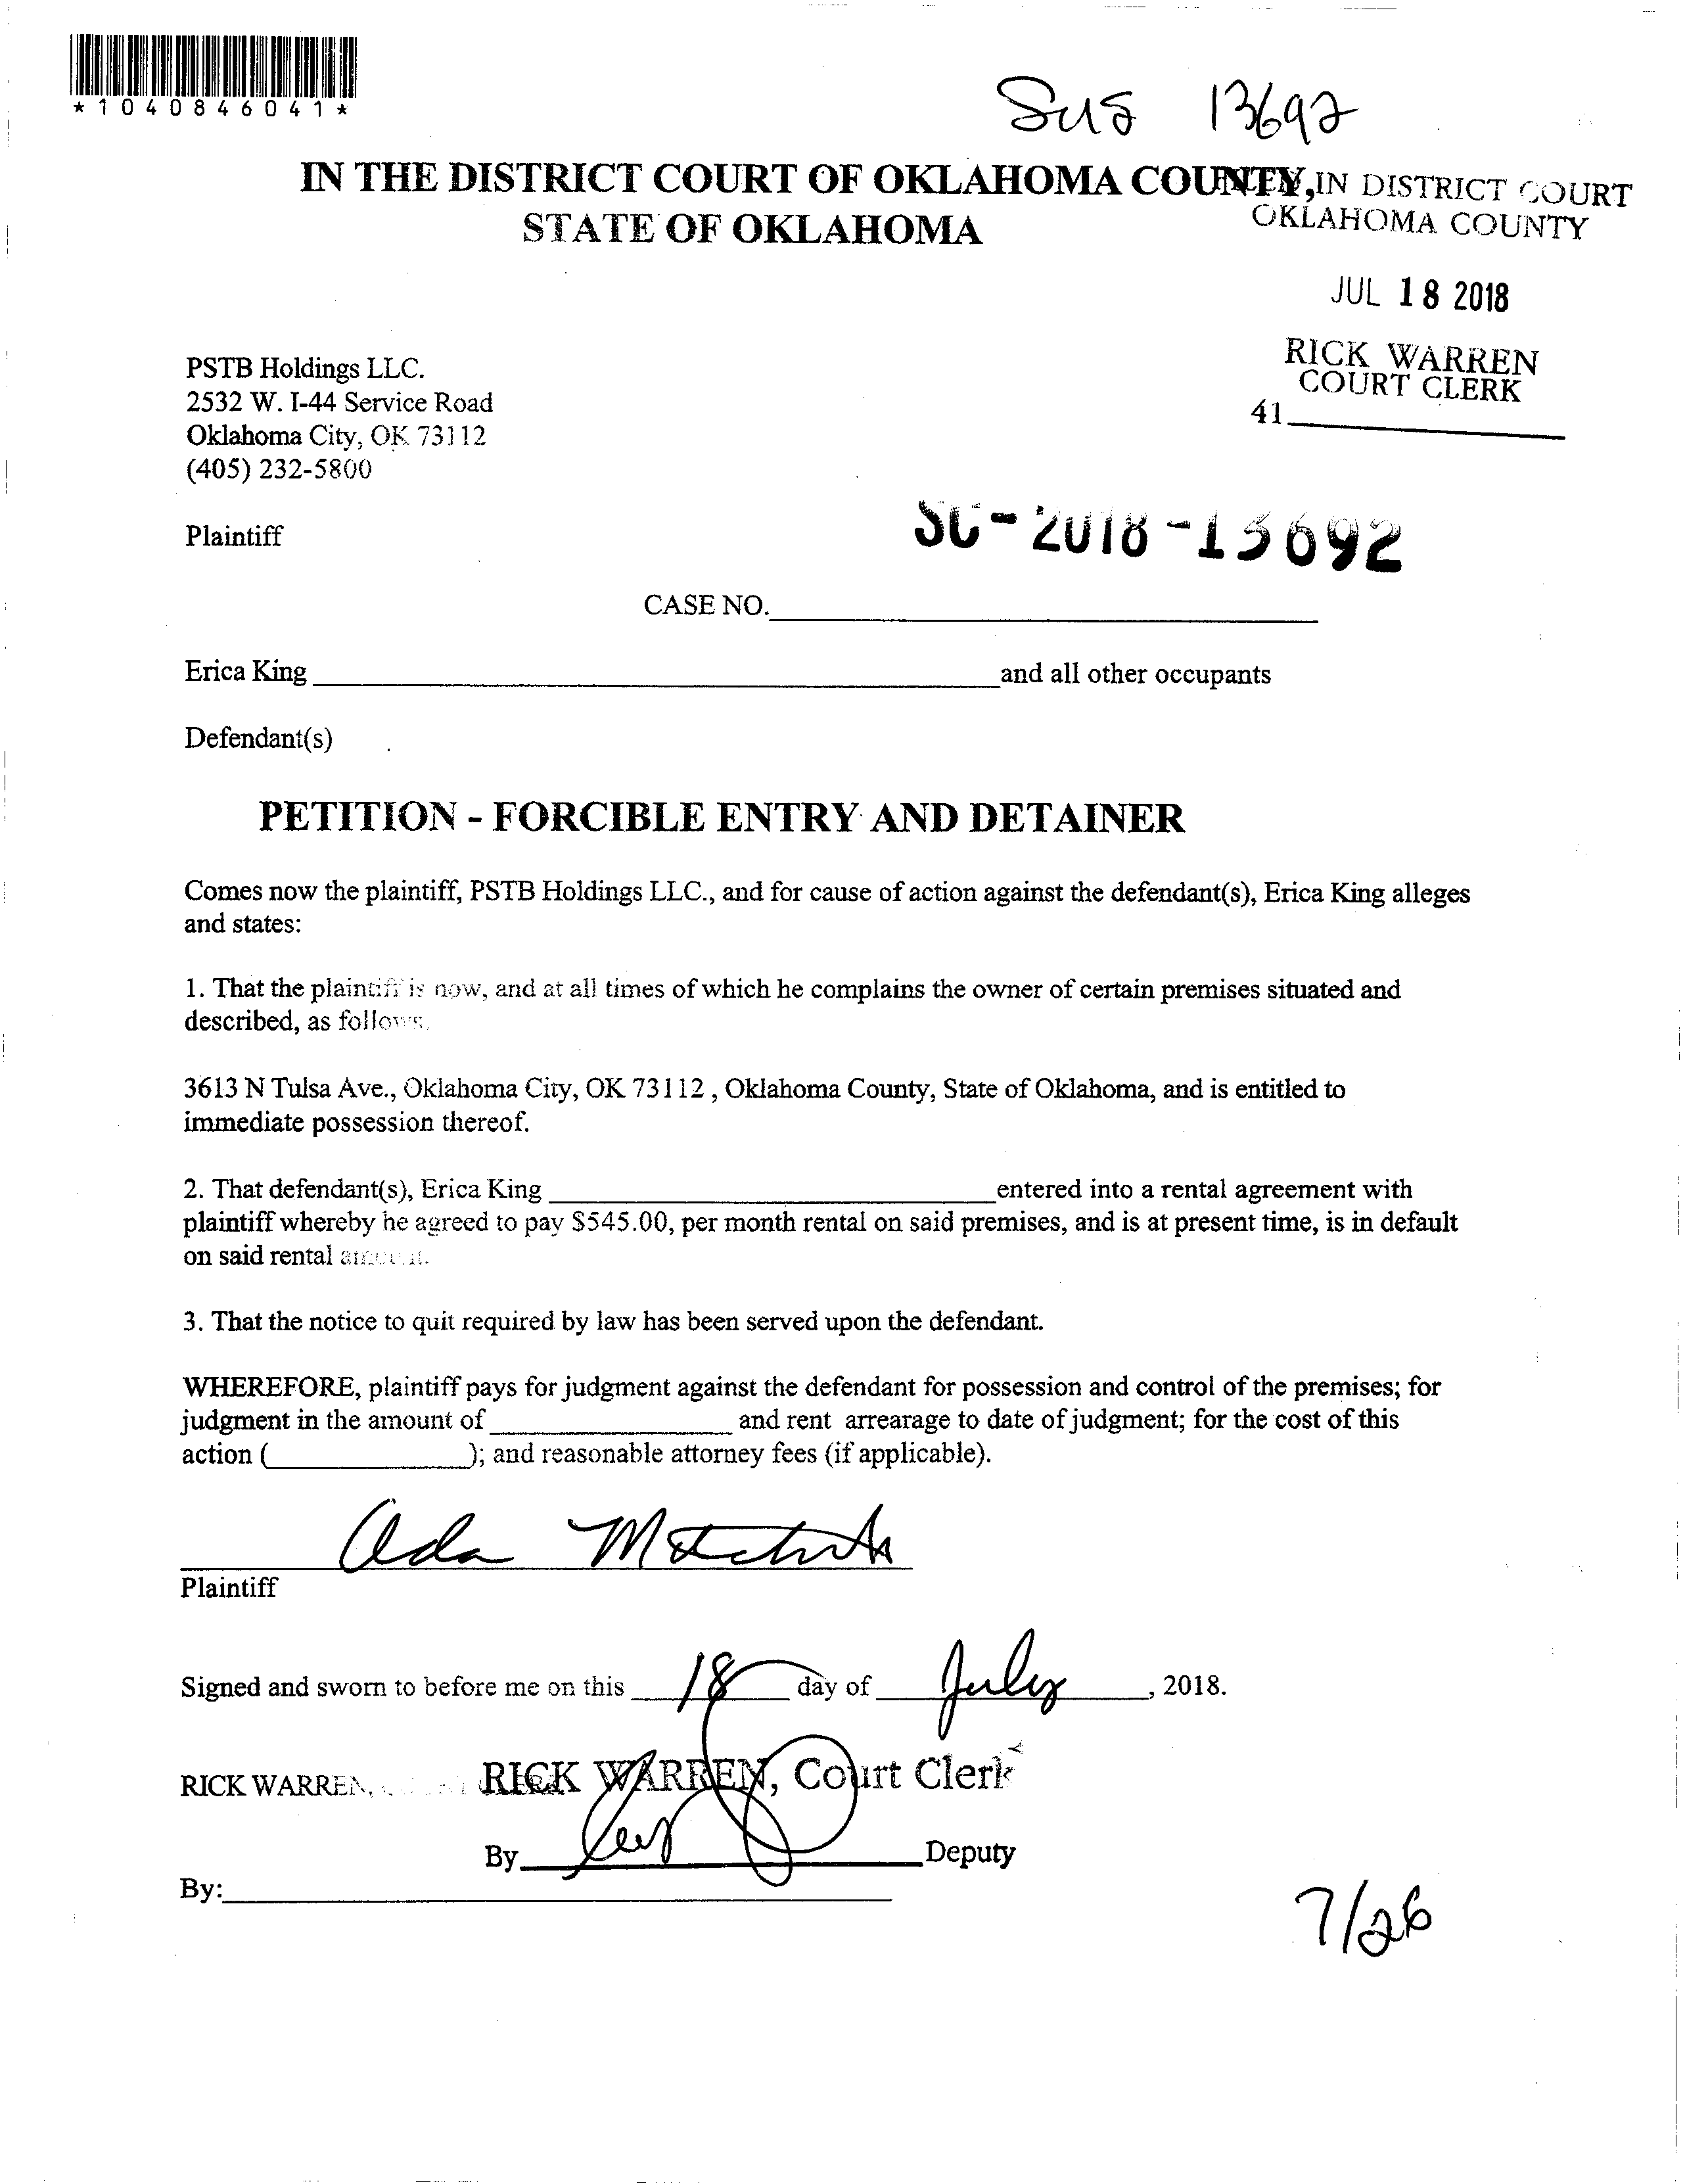 *1040846041*
13692
IN THE DISTRICT COURT OF OKLAHOMA COUNTY,
STATE OF OKLAHOMA
IN DISTRICT COURT
OKLAHOMA COUNTY
JUL 18 2018
RICK WARREN
COURT CLERK
41
PSTB Holdings LLC.
2532 W. I-44 Service Road
Oklahoma City, OK 73112
(405) 232-5800
Plaintiff
SC-2018-13692
CASE NO.
Erica King and all other occupants
Defendant(s)
PETITION - FORCIBLE ENTRY AND DETAINER
Comes now the plaintiff, PSTB Holdings LLC., and for cause of action against the defendant(s), Erica King alleges
and states:
1. That the plaintiff is now, and at all times of which he complains the owner of certain premises situated and
described, as follows.
3613 N Tulsa Ave., Oklahoma City, OK 73112 , Oklahoma County, State of Oklahoma, and is entitled to
immediate possession thereof.
2. That defendant(s), Erica King entered into a rental agreement with
plaintiff whereby he agreed to pay $545.00, per month rental on said premises, and is at present time, is in default
on said rental
3. That the notice to quit required by law has been served upon the defendant.
WHEREFORE, plaintiff pays for judgment against the defendant for possession and control of the premises; for
judgment in the amount of and rent arrearage to date of judgment; for the cost of this
action ( ); and reasonable attorney fees (if applicable).
Ada
Plaintiff
Signed and sworn to before me on this 18 day of July, 2018.
RICK WARREN,
RICK WARREN, Court Clerk
By Deputy
By:
7/26